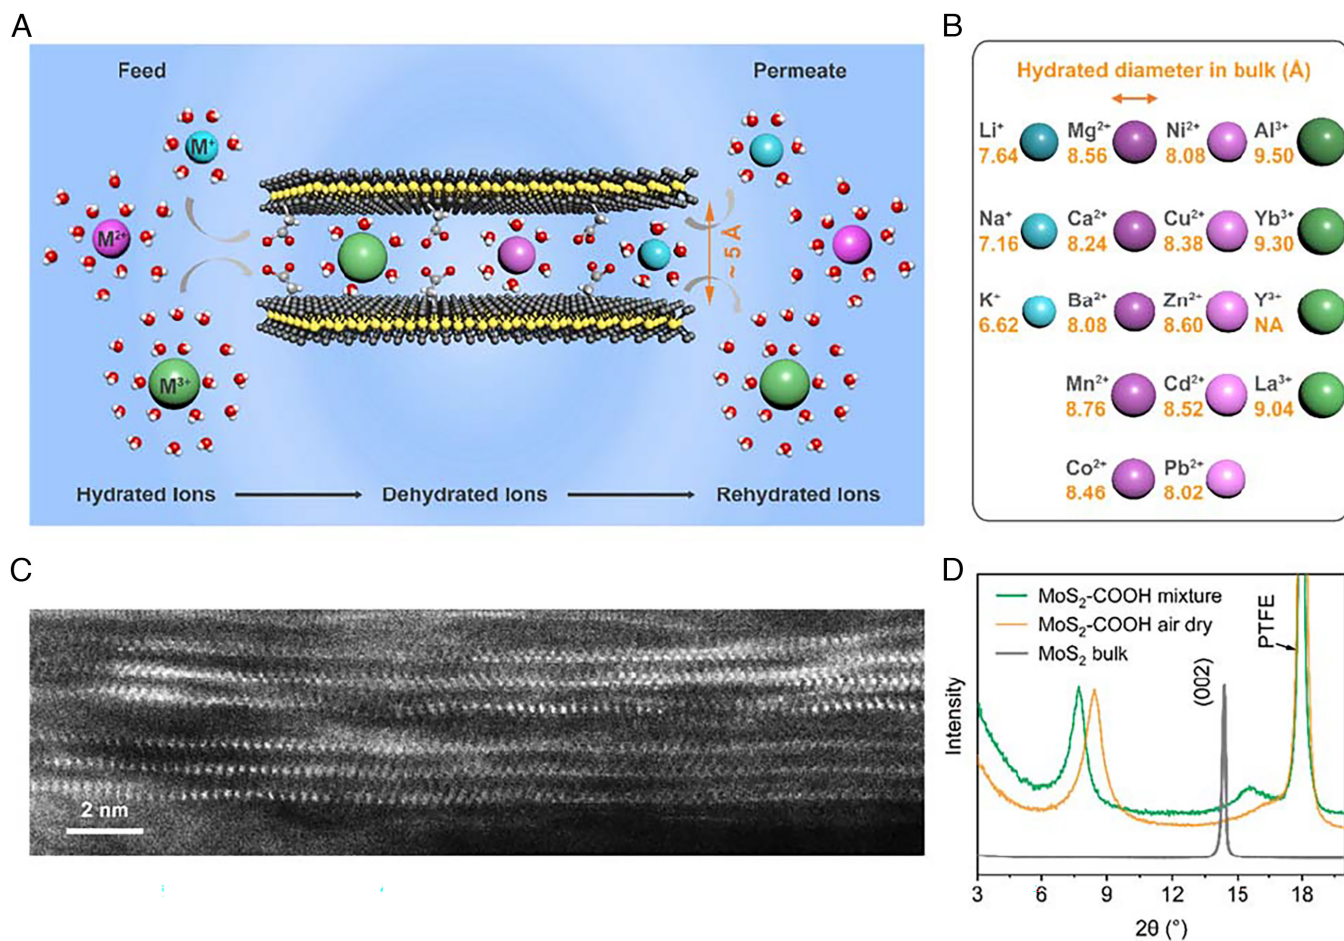 A
Feed
Permeate
M⁺
M²⁺
M³⁺
~ 5 Å
Hydrated Ions
Dehydrated Ions
Rehydrated Ions
B
Hydrated diameter in bulk (Å)
Li⁺ Mg²⁺ Ni²⁺ Al³⁺
7.64 8.56 8.08 9.50
Na⁺ Ca²⁺ Cu²⁺ Yb³⁺
7.16 8.24 8.38 9.30
K⁺ Ba²⁺ Zn²⁺ Y³⁺
6.62 8.08 8.60 NA
Mn²⁺ Cd²⁺ La³⁺
8.76 8.52 9.04
Co²⁺ Pb²⁺
8.46 8.02
C
2 nm
D
MoS₂-COOH mixture
MoS₂-COOH air dry
MoS₂ bulk
(002)
PTFE
Intensity
3 6 9 12 15 18
2θ (°)